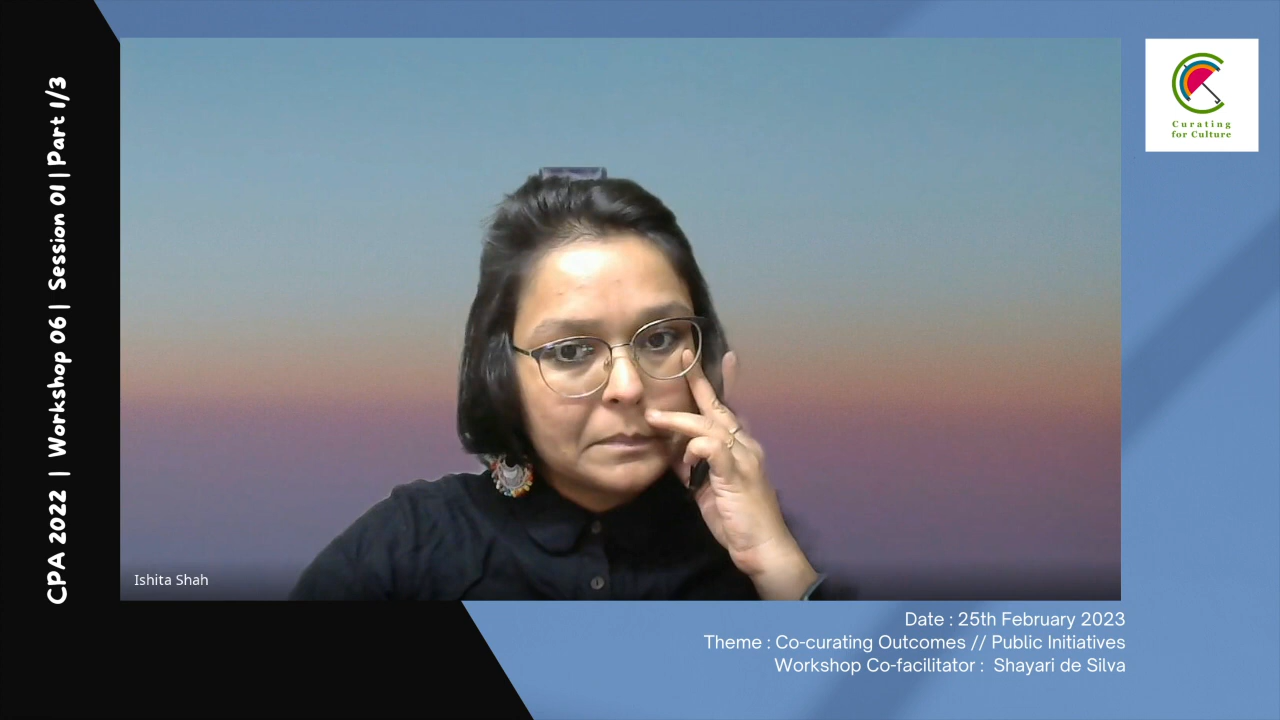 CPA 2022 | Workshop 06 | Session 01 | Part 1/3
Curating
for Culture
Ishita Shah
Date : 25th February 2023
Theme : Co-curating Outcomes // Public Initiatives
Workshop Co-facilitator : Shayari de Silva